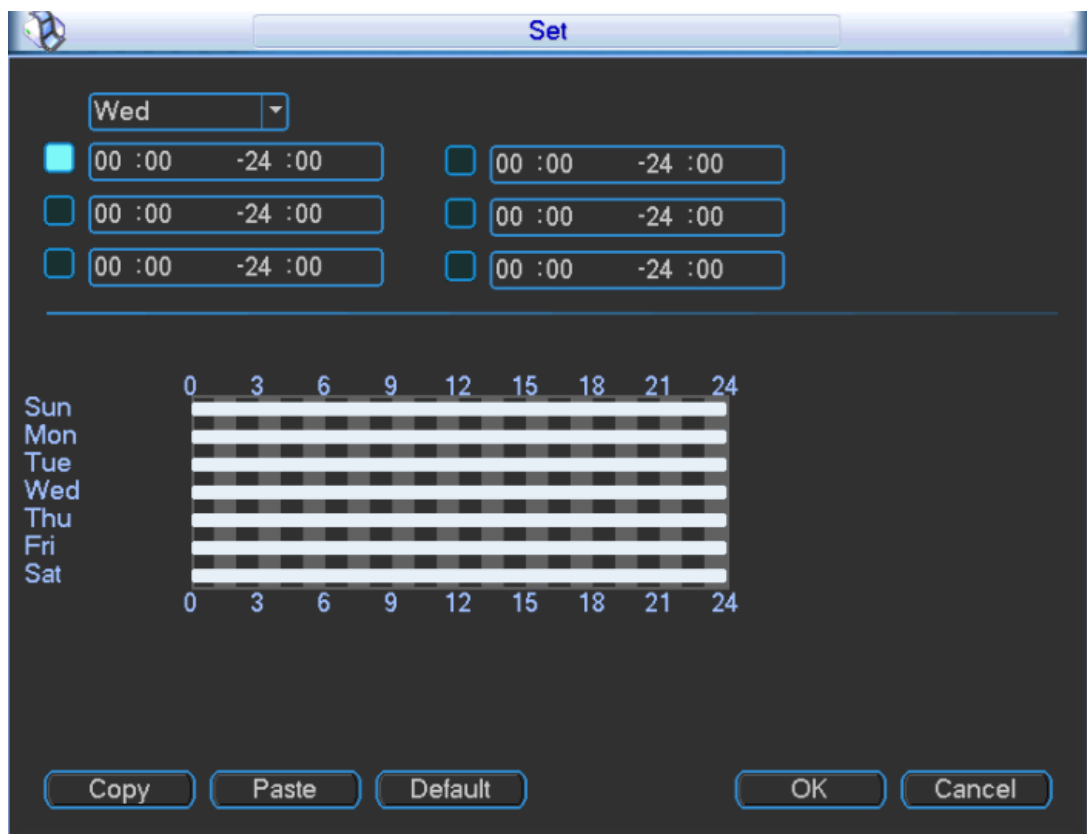 Set
Wed
00 :00 -24 :00 00 :00 -24 :00
00 :00 -24 :00 00 :00 -24 :00
00 :00 -24 :00 00 :00 -24 :00
0 3 6 9 12 15 18 21 24
Sun
Mon
Tue
Wed
Thu
Fri
Sat
0 3 6 9 12 15 18 21 24
Copy Paste Default OK Cancel